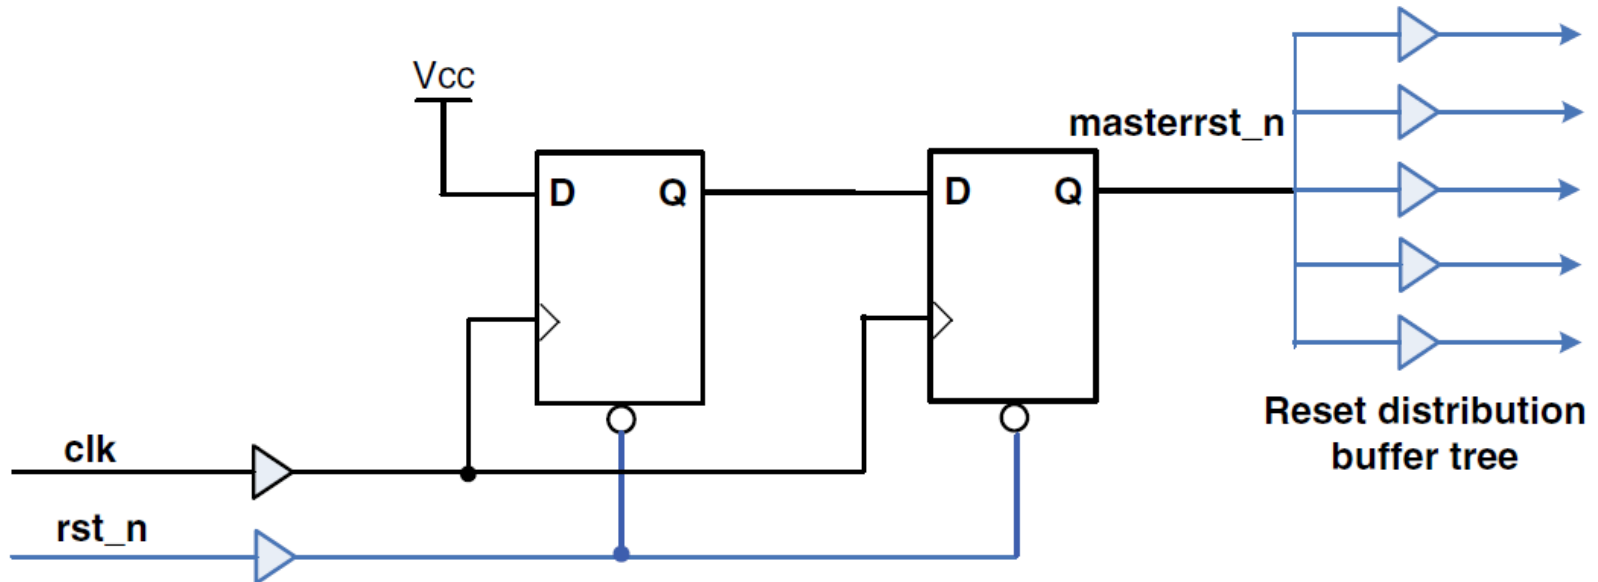 Vcc
masterrst_n
D
Q
D
Q
clk
rst_n
Reset distribution
buffer tree